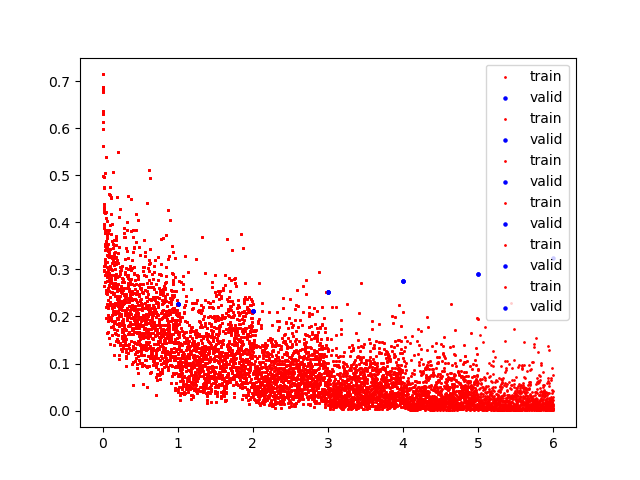 0.7
0.6
0.5
0.4
0.3
0.2
0.1
0.0
0 1 2 3 4 5 6
train
valid
train
valid
train
valid
train
valid
train
valid
train
valid